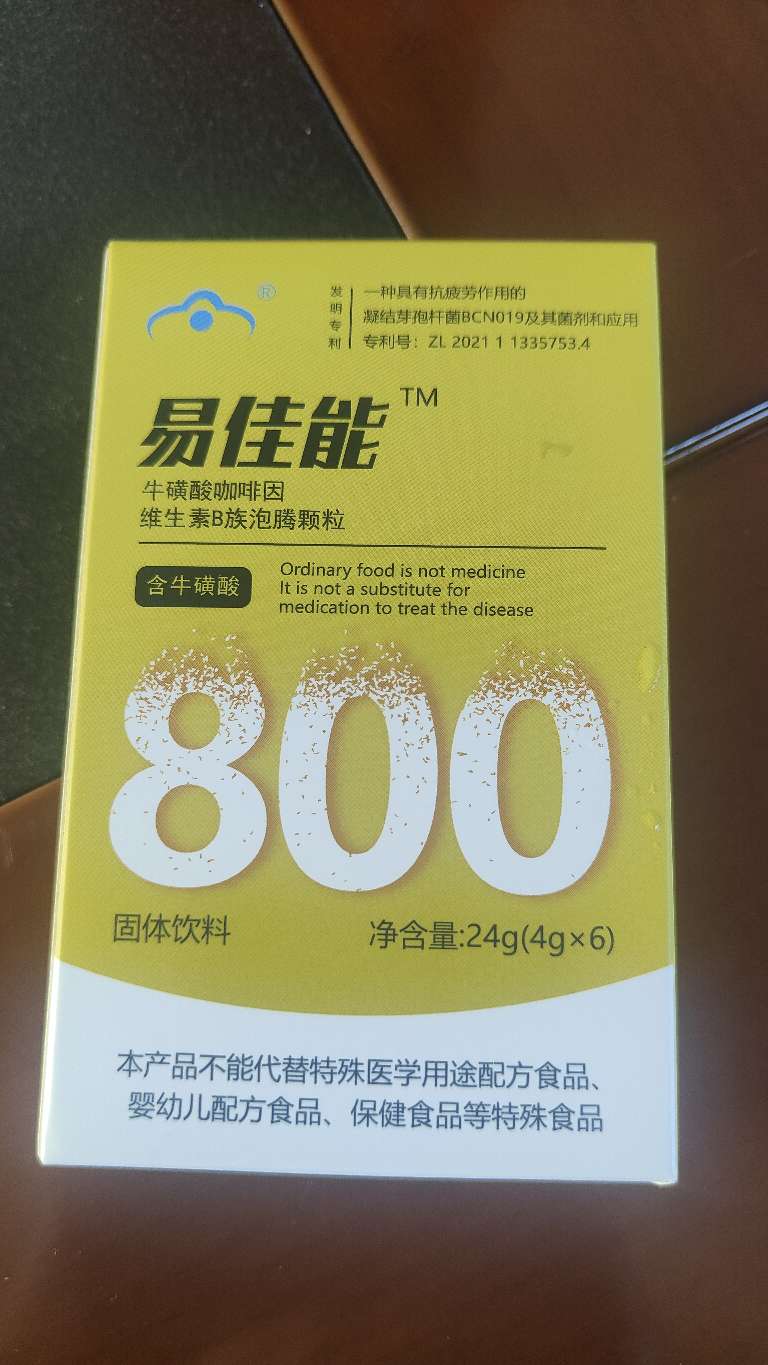 ®
发明专利
一种具有抗疲劳作用的
凝结芽孢杆菌BCN019及其菌剂和应用
专利号：ZL 2021 1 1335753.4
易佳能™
牛磺酸咖啡因
维生素B族泡腾颗粒
含牛磺酸
Ordinary food is not medicine
It is not a substitute for
medication to treat the disease
800
固体饮料
净含量:24g(4g×6)
本产品不能代替特殊医学用途配方食品、
婴幼儿配方食品、保健食品等特殊食品